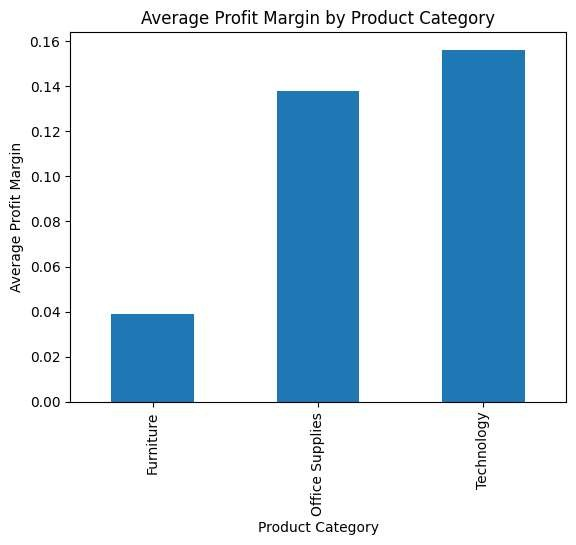 Average Profit Margin by Product Category
0.16
0.14
0.12
0.10
0.08
0.06
0.04
0.02
0.00
Average Profit Margin
Furniture
Office Supplies
Technology
Product Category